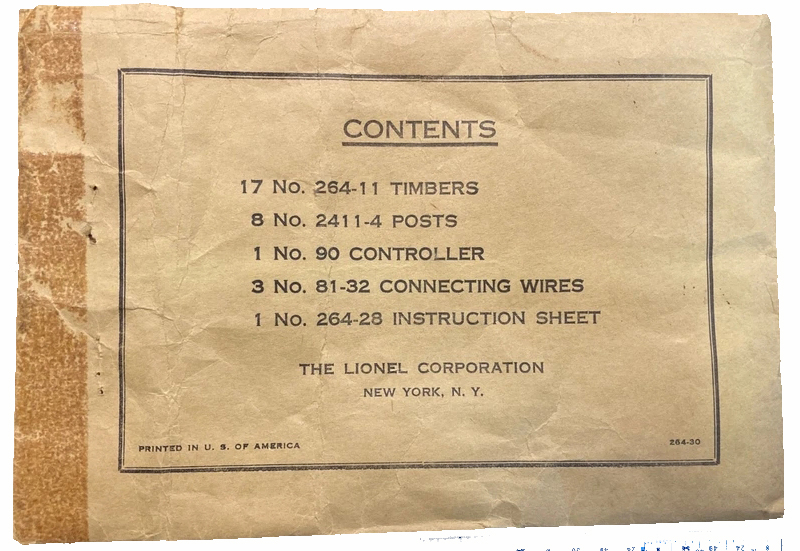 CONTENTS
17 No. 264-11 TIMBERS
8 No. 2411-4 POSTS
1 No. 90 CONTROLLER
3 No. 81-32 CONNECTING WIRES
1 No. 264-28 INSTRUCTION SHEET
THE LIONEL CORPORATION
NEW YORK, N. Y.
PRINTED IN U. S. OF AMERICA
264-30